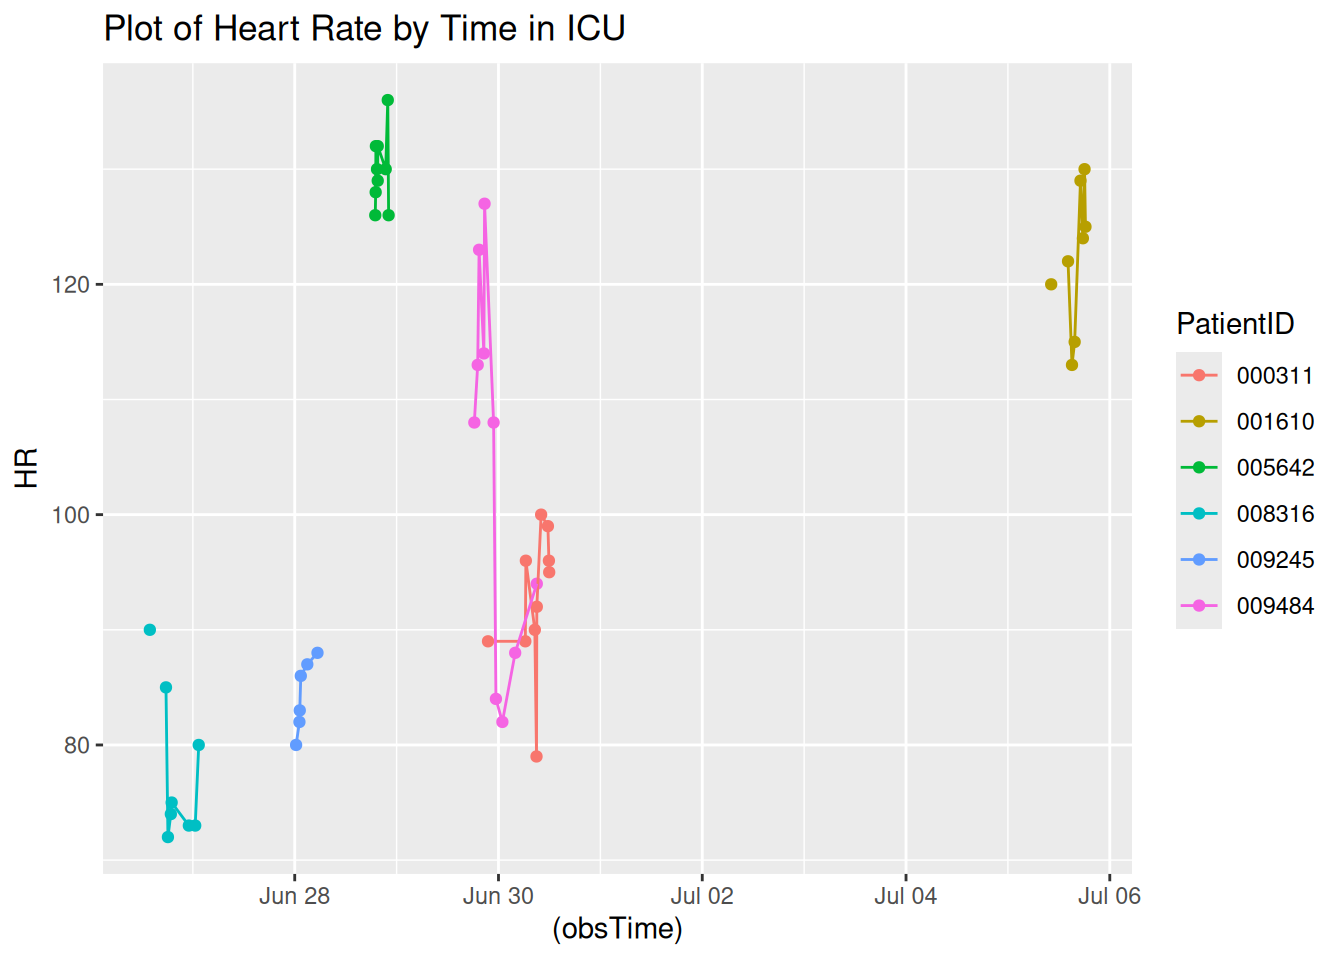 Plot of Heart Rate by Time in ICU
HR
120
100
80
Jun 28
Jun 30
Jul 02
Jul 04
Jul 06
(obsTime)
PatientID
000311
001610
005642
008316
009245
009484